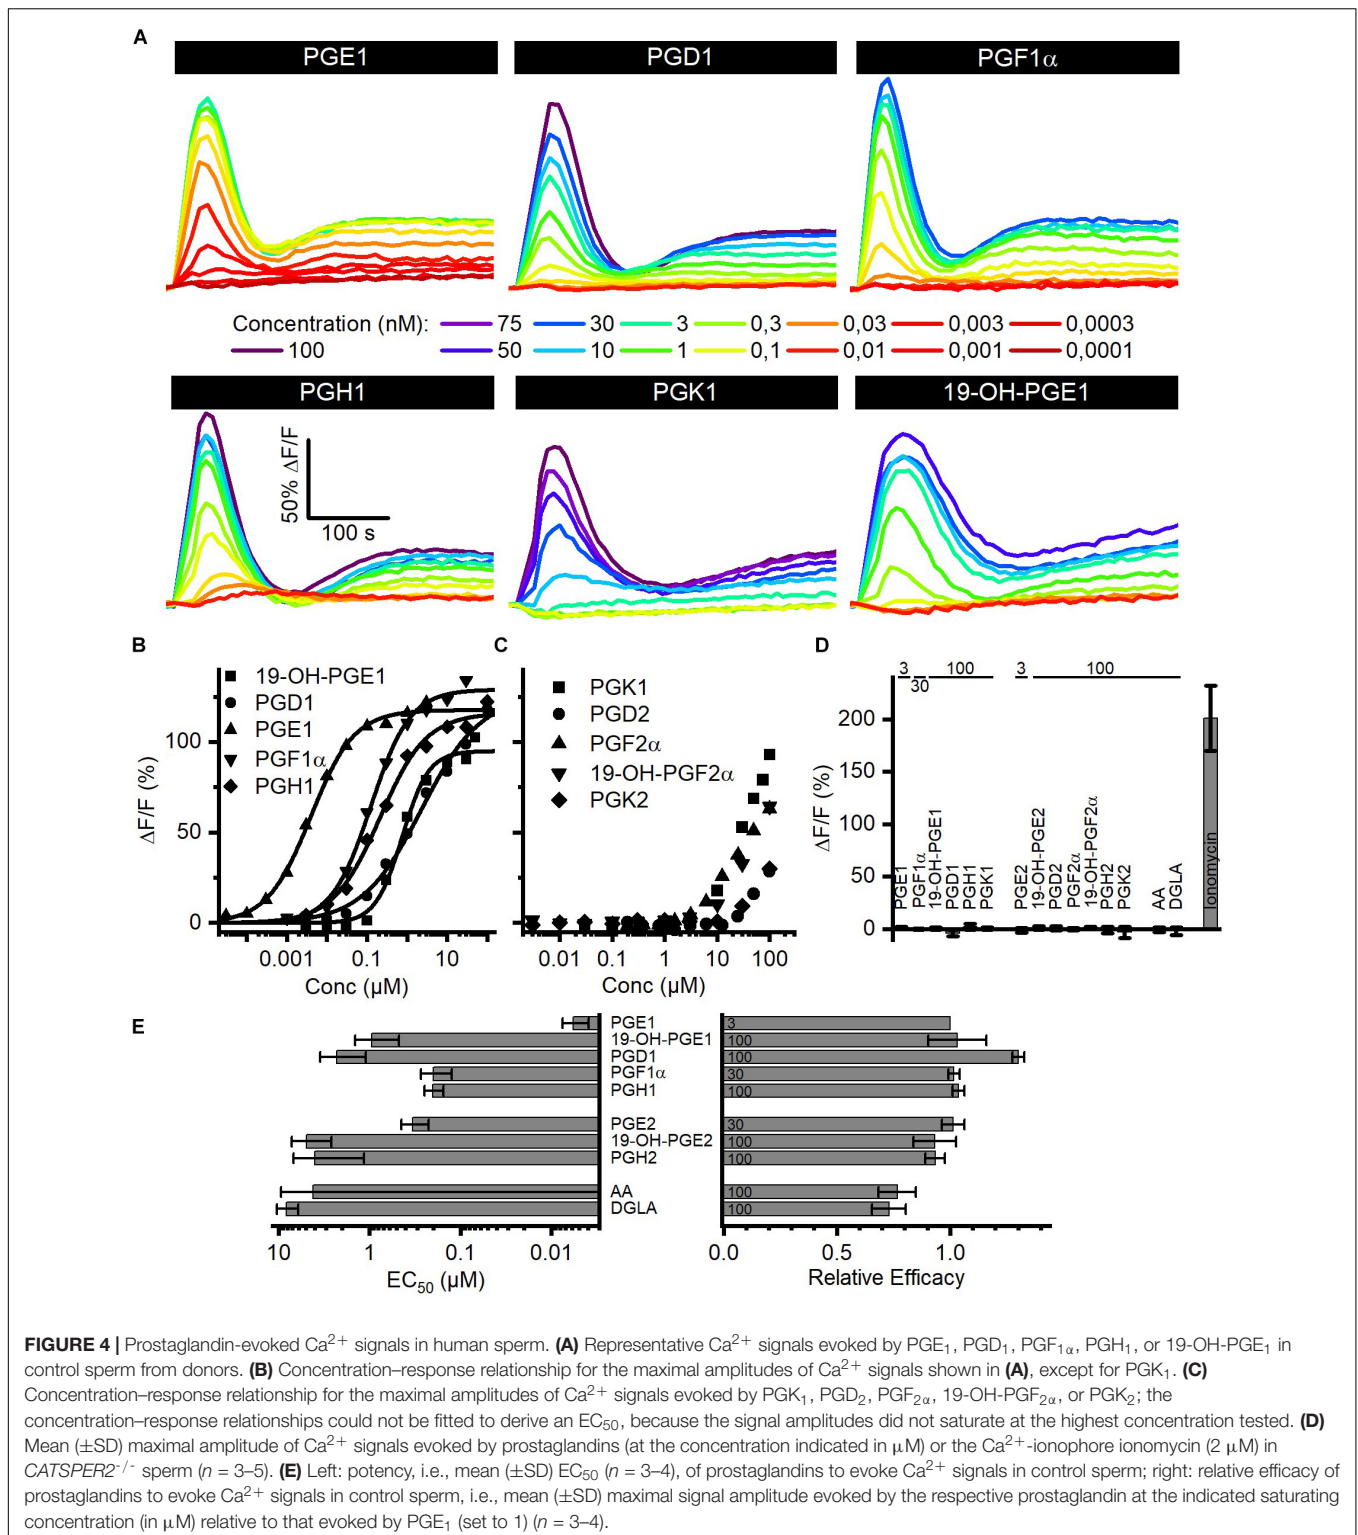 A
PGE1
PGD1
PGF1α
Concentration (nM): 75 30 3 0,3 0,03 0,003 0,0003
100 50 10 1 0,1 0,01 0,001 0,0001
PGH1
PGK1
19-OH-PGE1
50% ΔF/F
100 s
B
19-OH-PGE1
PGD1
PGE1
PGF1α
PGH1
ΔF/F (%)
100
50
0
0.001 0.1 10
Conc (µM)
C
PGK1
PGD2
PGF2α
19-OH-PGF2α
PGK2
0.01 0.1 1 10 100
Conc (µM)
D
3 100 3 100
30
ΔF/F (%)
200
150
100
50
0
PGE1
PGF1α
19-OH-PGE1
PGD1
PGH1
PGK1
PGE2
19-OH-PGE2
PGD2
PGF2α
19-OH-PGF2α
PGH2
PGK2
AA
DGLA
Ionomycin
E
PGE1 3
19-OH-PGE1 100
PGD1 100
PGF1α 30
PGH1 100
PGE2 30
19-OH-PGE2 100
PGH2 100
AA 100
DGLA 100
10 1 0.1 0.01
EC50 (µM)
0.0 0.5 1.0
Relative Efficacy
FIGURE 4 | Prostaglandin-evoked Ca2+ signals in human sperm. (A) Representative Ca2+ signals evoked by PGE1, PGD1, PGF1α, PGH1, or 19-OH-PGE1 in
control sperm from donors. (B) Concentration–response relationship for the maximal amplitudes of Ca2+ signals shown in (A), except for PGK1. (C)
Concentration–response relationship for the maximal amplitudes of Ca2+ signals evoked by PGK1, PGD2, PGF2α, 19-OH-PGF2α, or PGK2; the
concentration–response relationships could not be fitted to derive an EC50, because the signal amplitudes did not saturate at the highest concentration tested. (D)
Mean (±SD) maximal amplitude of Ca2+ signals evoked by prostaglandins (at the concentration indicated in µM) or the Ca2+-ionophore ionomycin (2 µM) in
CATSPER2-/- sperm (n = 3–5). (E) Left: potency, i.e., mean (±SD) EC50 (n = 3–4), of prostaglandins to evoke Ca2+ signals in control sperm; right: relative efficacy of
prostaglandins to evoke Ca2+ signals in control sperm, i.e., mean (±SD) maximal signal amplitude evoked by the respective prostaglandin at the indicated saturating
concentration (in µM) relative to that evoked by PGE1 (set to 1) (n = 3–4).